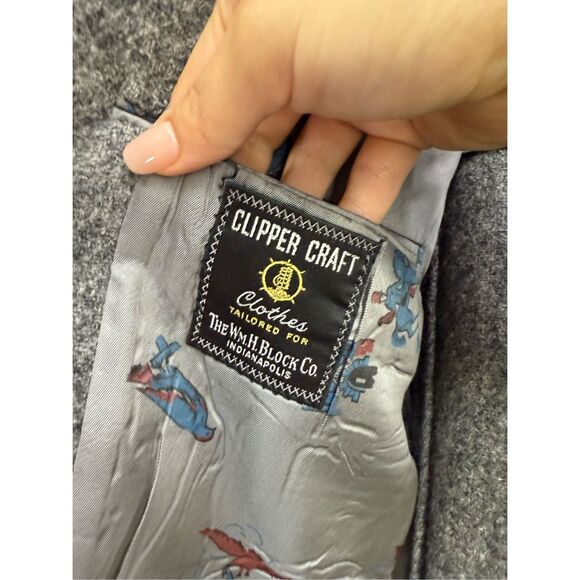 CLIPPER CRAFT
Clothes
TAILORED FOR
THE WM. H. BLOCK CO.
INDIANAPOLIS